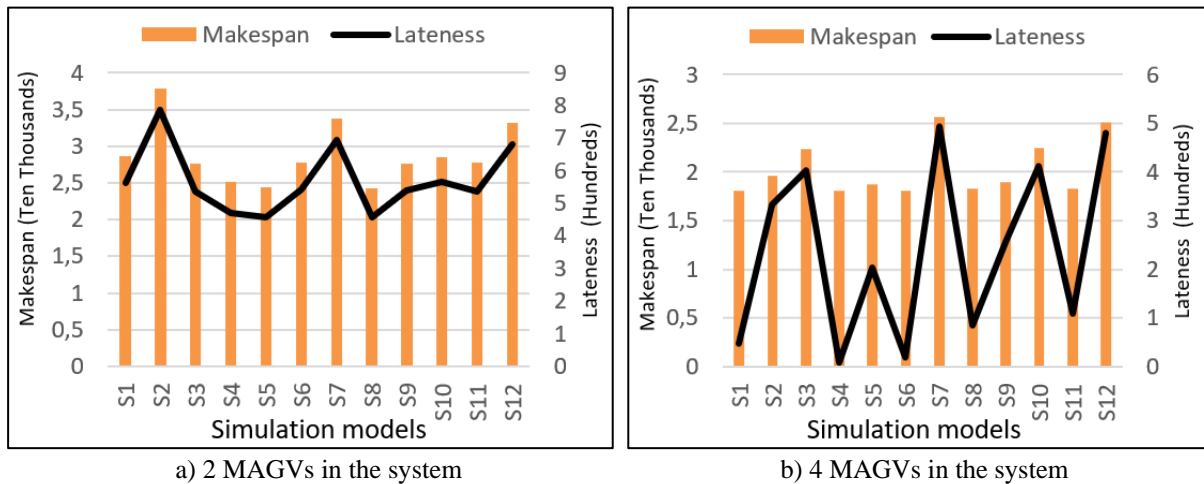 Makespan Lateness
Makespan (Ten Thousands)
4
3,5
3
2,5
2
1,5
1
0,5
0
9
8
7
6
5
4
3
2
1
0
Lateness (Hundreds)
S1 S2 S3 S4 S5 S6 S7 S8 S9 S10 S11 S12
Simulation models
a) 2 MAGVs in the system
Makespan Lateness
Makespan (Ten Thousands)
3
2,5
2
1,5
1
0,5
0
6
5
4
3
2
1
0
Lateness (Hundreds)
S1 S2 S3 S4 S5 S6 S7 S8 S9 S10 S11 S12
Simulation models
b) 4 MAGVs in the system